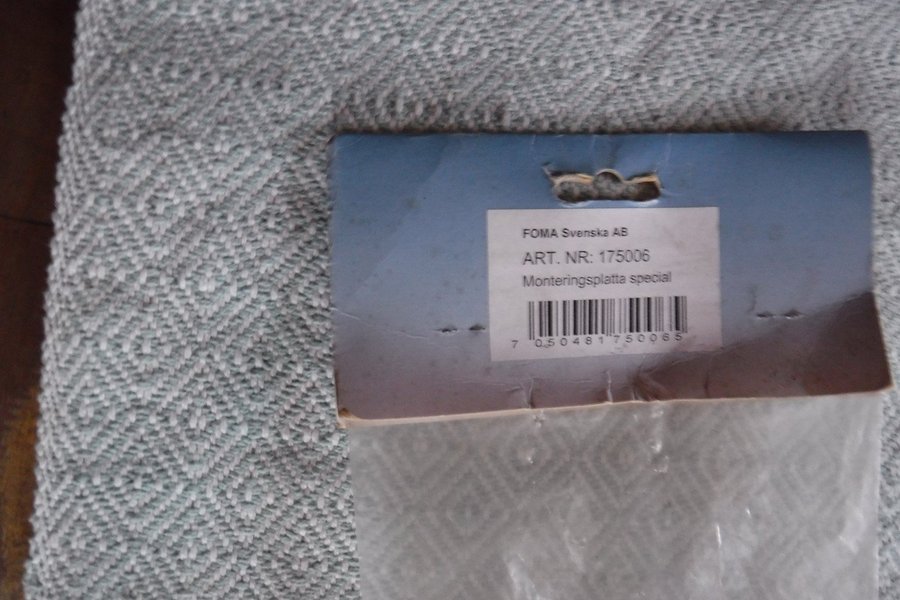 FOMA Svenska AB
ART. NR: 175006
Monteringsplatta special
7 050481 750065